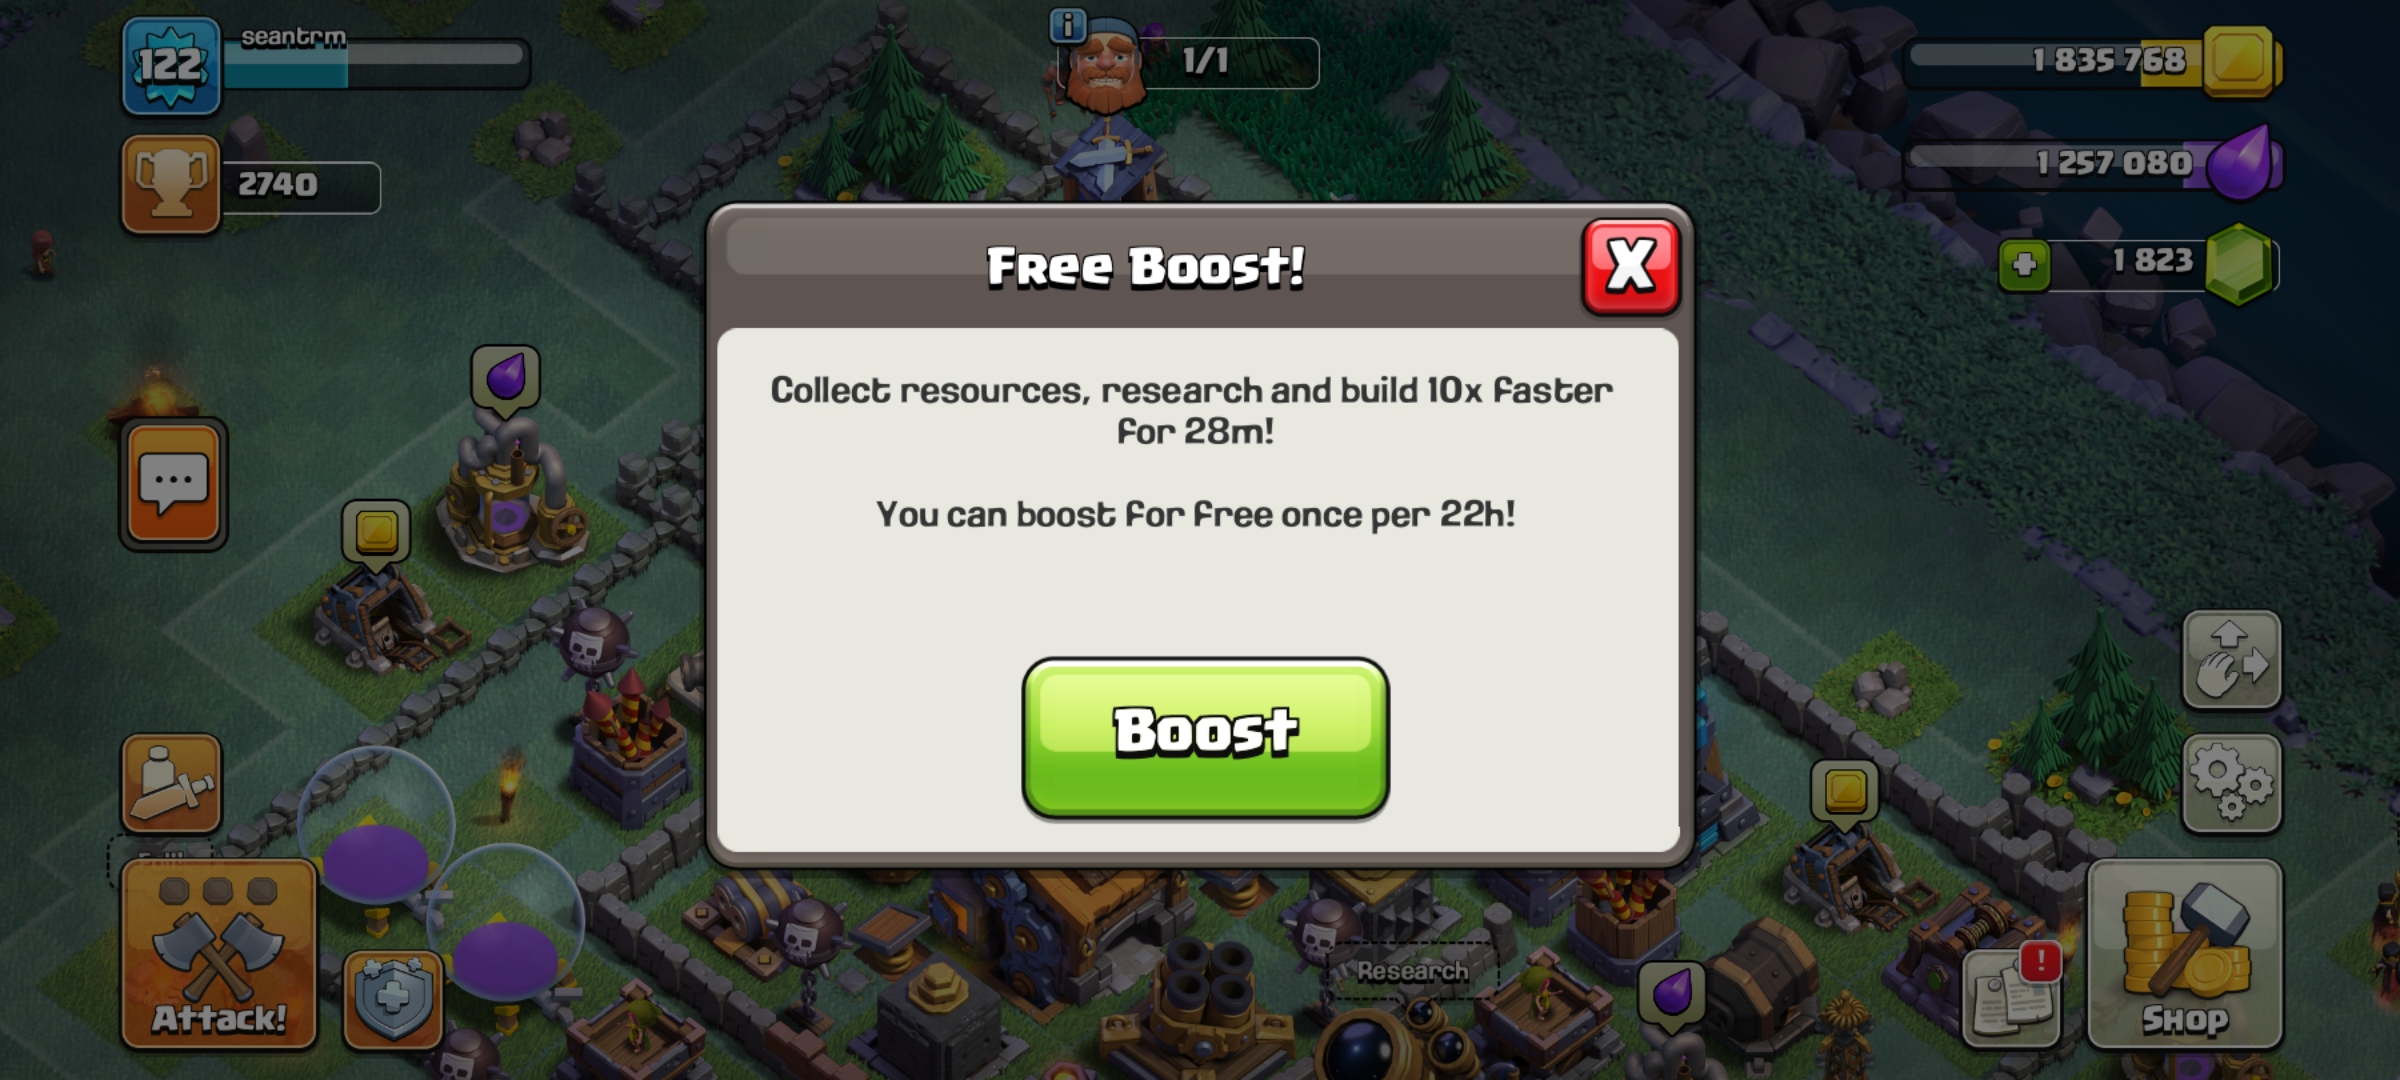 122
seantrm
i
1/1
1 835 768
1 257 080
2740
1 823
Free Boost!
X
Collect resources, research and build 10x faster
for 28m!
You can boost for free once per 22h!
Boost
Full!
Attack!
Research
!
Shop